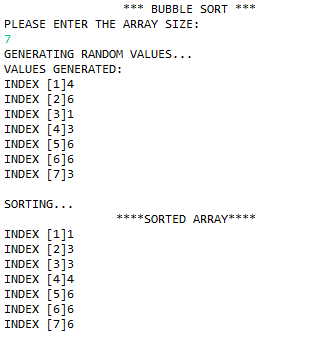 *** BUBBLE SORT ***
PLEASE ENTER THE ARRAY SIZE:
7
GENERATING RANDOM VALUES...
VALUES GENERATED:
INDEX [1]4
INDEX [2]6
INDEX [3]1
INDEX [4]3
INDEX [5]6
INDEX [6]6
INDEX [7]3
SORTING...
****SORTED ARRAY****
INDEX [1]1
INDEX [2]3
INDEX [3]3
INDEX [4]4
INDEX [5]6
INDEX [6]6
INDEX [7]6